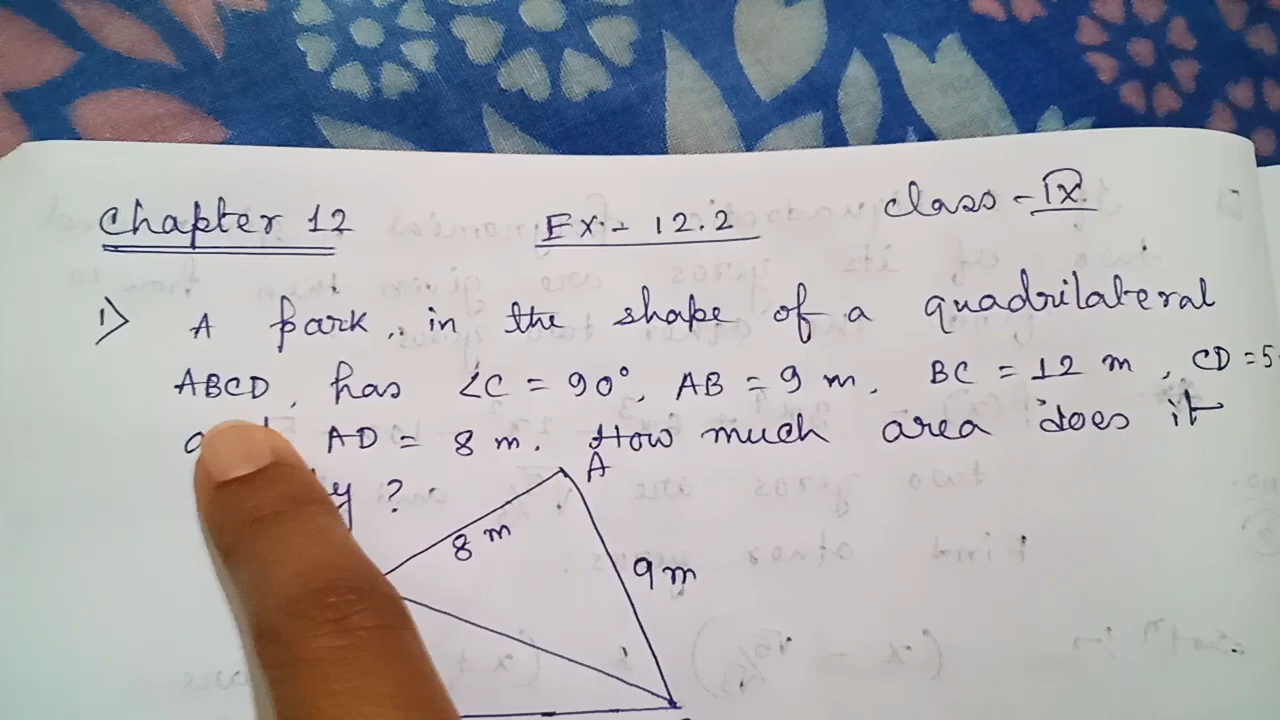 Chapter 12 Ex - 12.2 Class - IX
1> A park, in the shape of a quadrilateral
ABCD, has ∠C = 90°, AB = 9 m, BC = 12 m, CD = 5
AD = 8 m. How much area does it
?
A
8 m
9 m